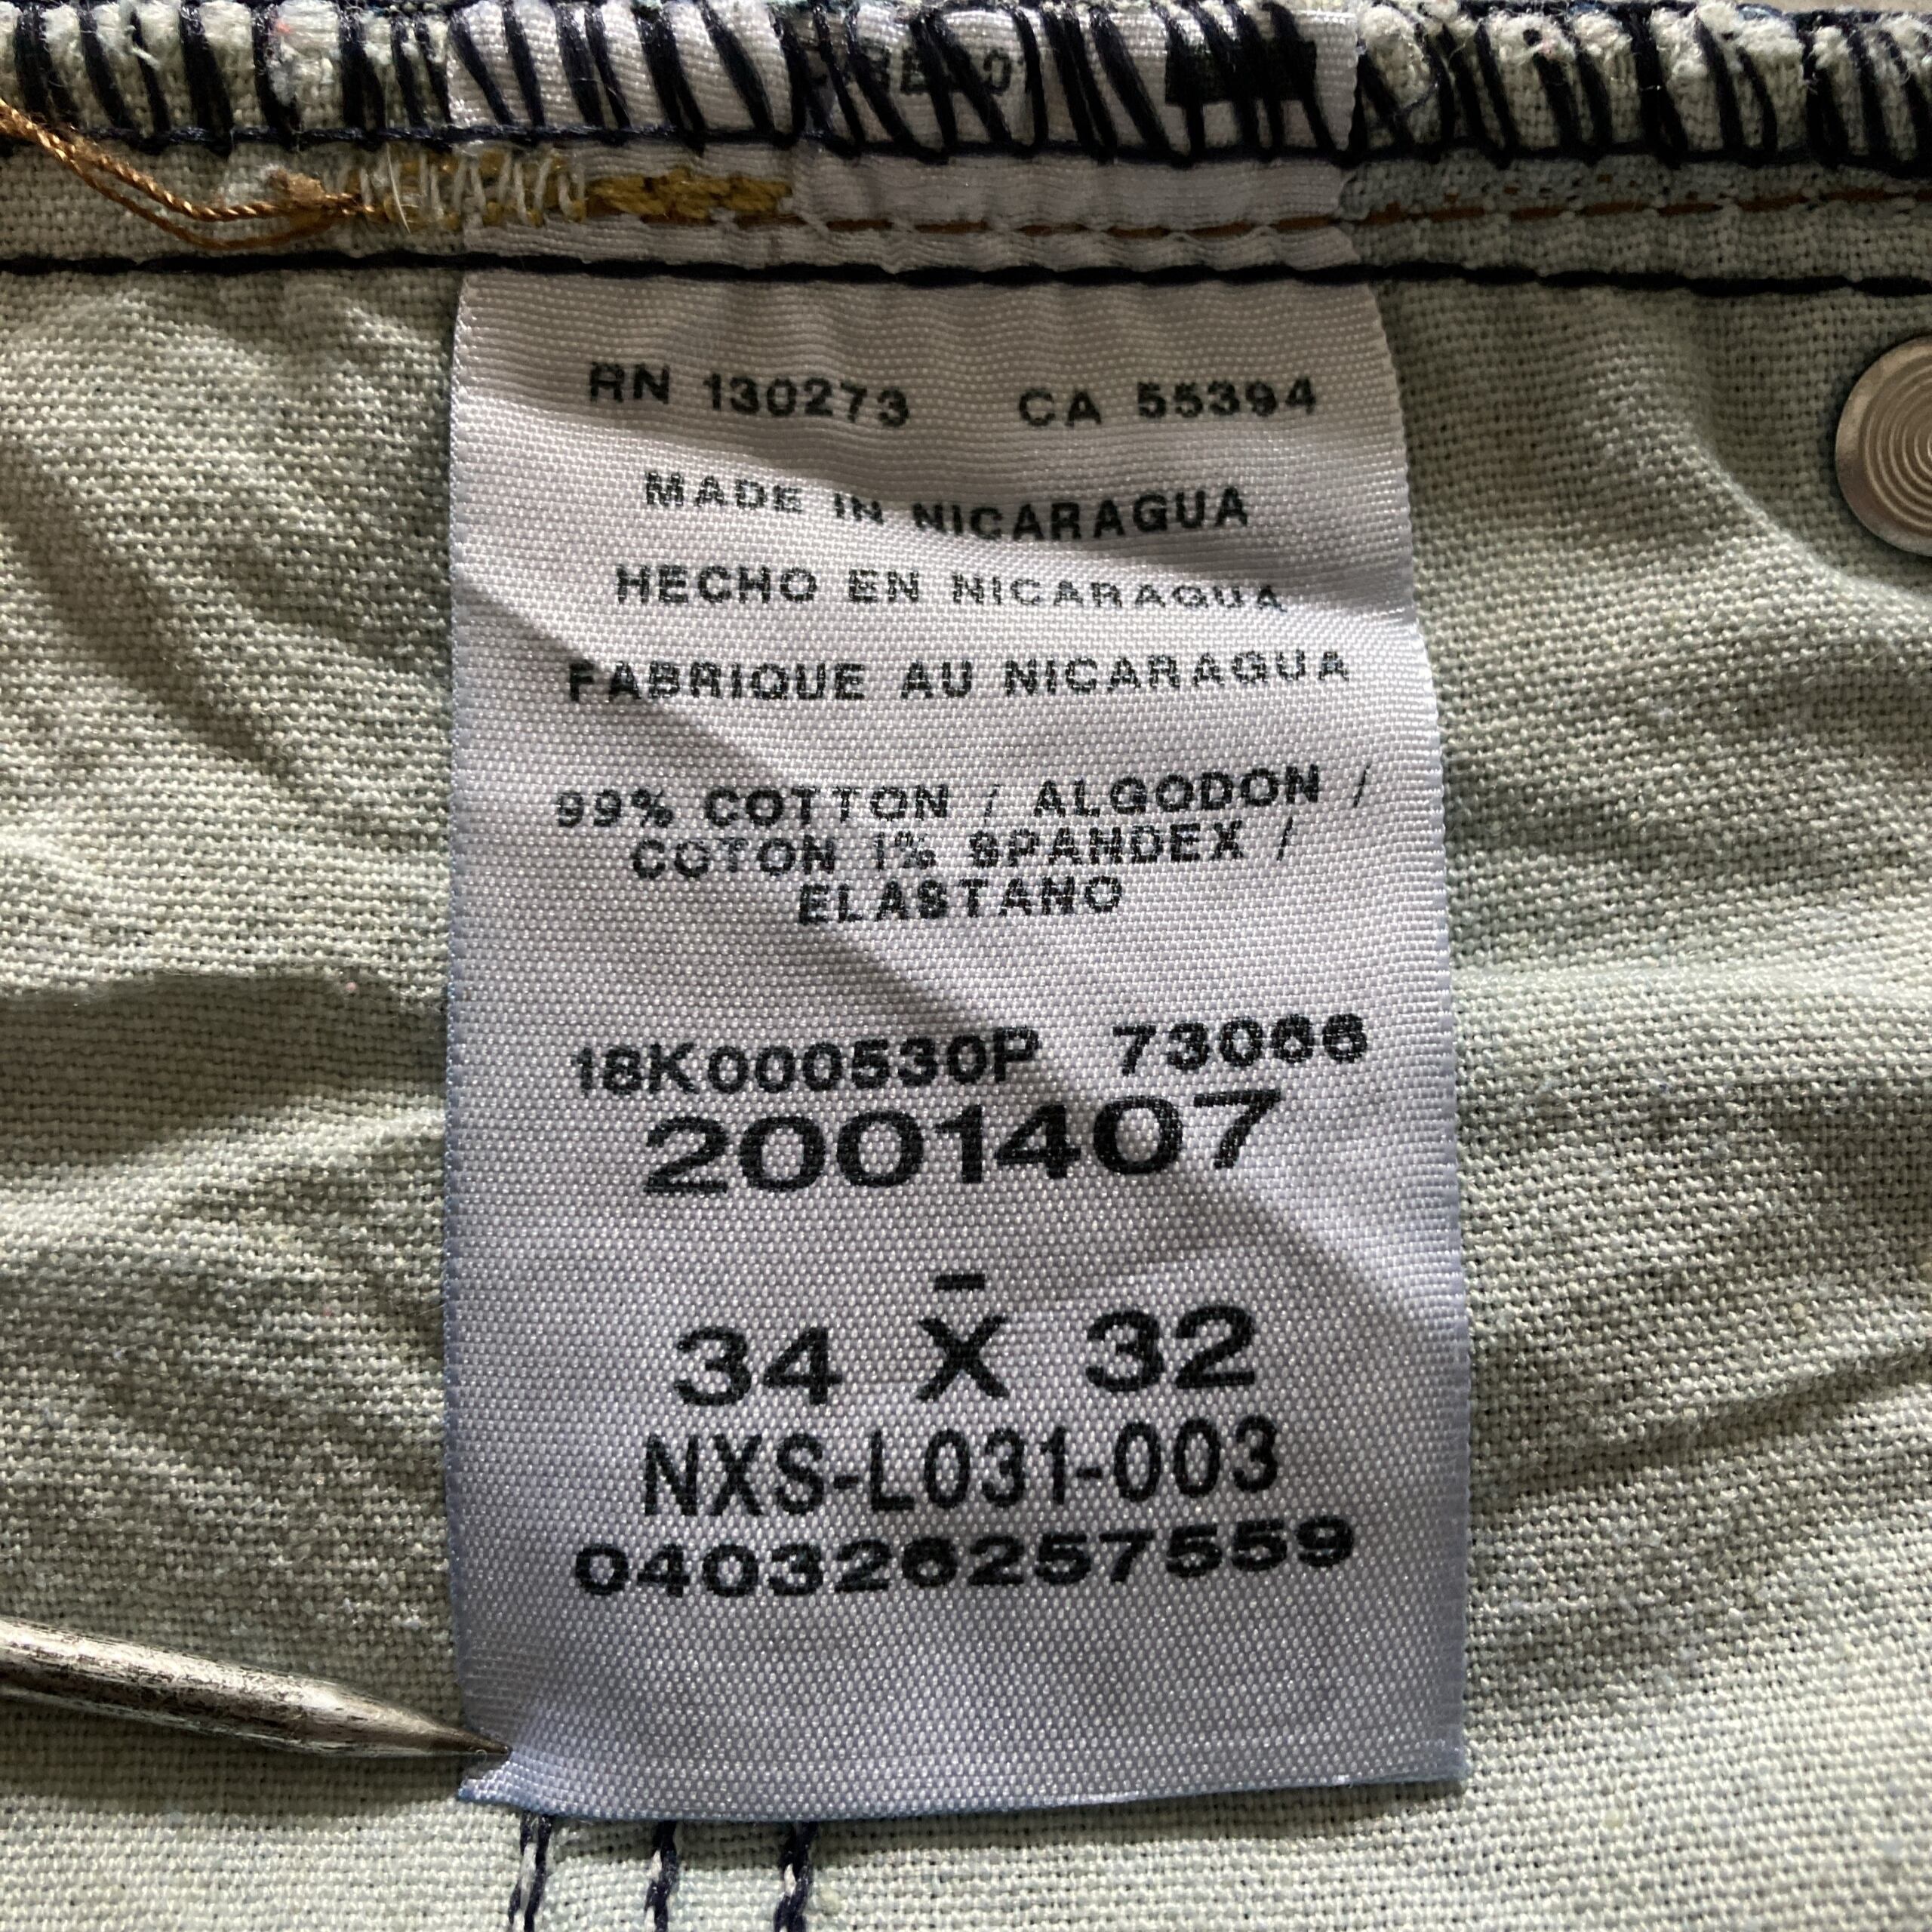 RN 130273 CA 55394
MADE IN NICARAGUA
HECHO EN NICARAGUA
FABRIQUE AU NICARAGUA
99% COTTON / ALGODON /
COTON 1% SPANDEX /
ELASTANO
18K000530P 73066
2001407
-
34 X 32
NXS-L031-003
040326257559